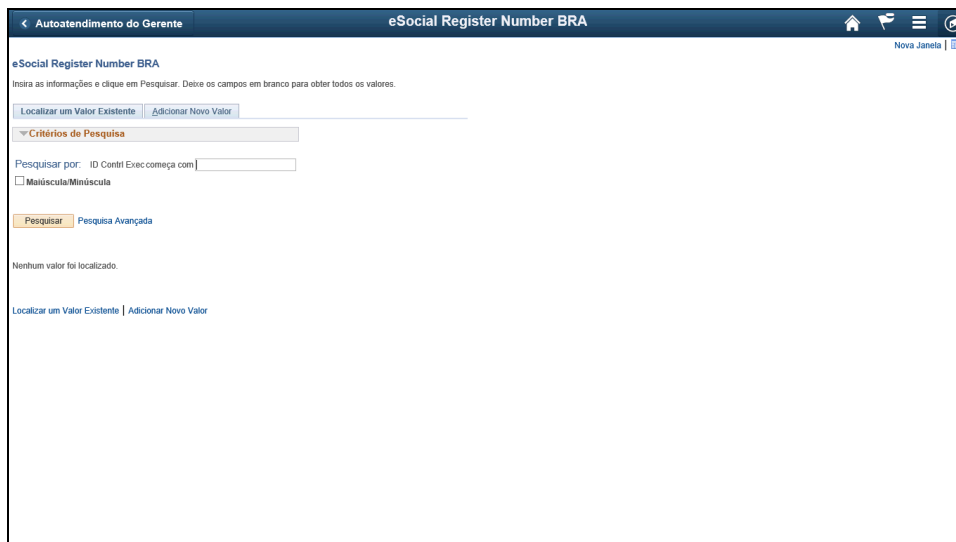 Autoatendimento do Gerente
eSocial Register Number BRA
Nova Janela |
eSocial Register Number BRA
Insira as informações e clique em Pesquisar. Deixe os campos em branco para obter todos os valores.
Localizar um Valor Existente
Adicionar Novo Valor
Critérios de Pesquisa
Pesquisar por: ID Contrl Exec começa com
Maiúscula/Minúscula
Pesquisar Pesquisa Avançada
Nenhum valor foi localizado.
Localizar um Valor Existente | Adicionar Novo Valor